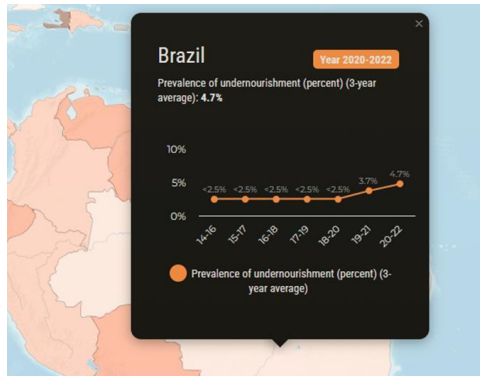 ×
Brazil
Year 2020-2022
Prevalence of undernourishment (percent) (3-year
average): 4.7%
10%
5%
0%
<2.5% <2.5% <2.5% <2.5% <2.5% 3.7% 4.7%
14-16 15-17 16-18 17-19 18-20 19-21 20-22
Prevalence of undernourishment (percent) (3-
year average)